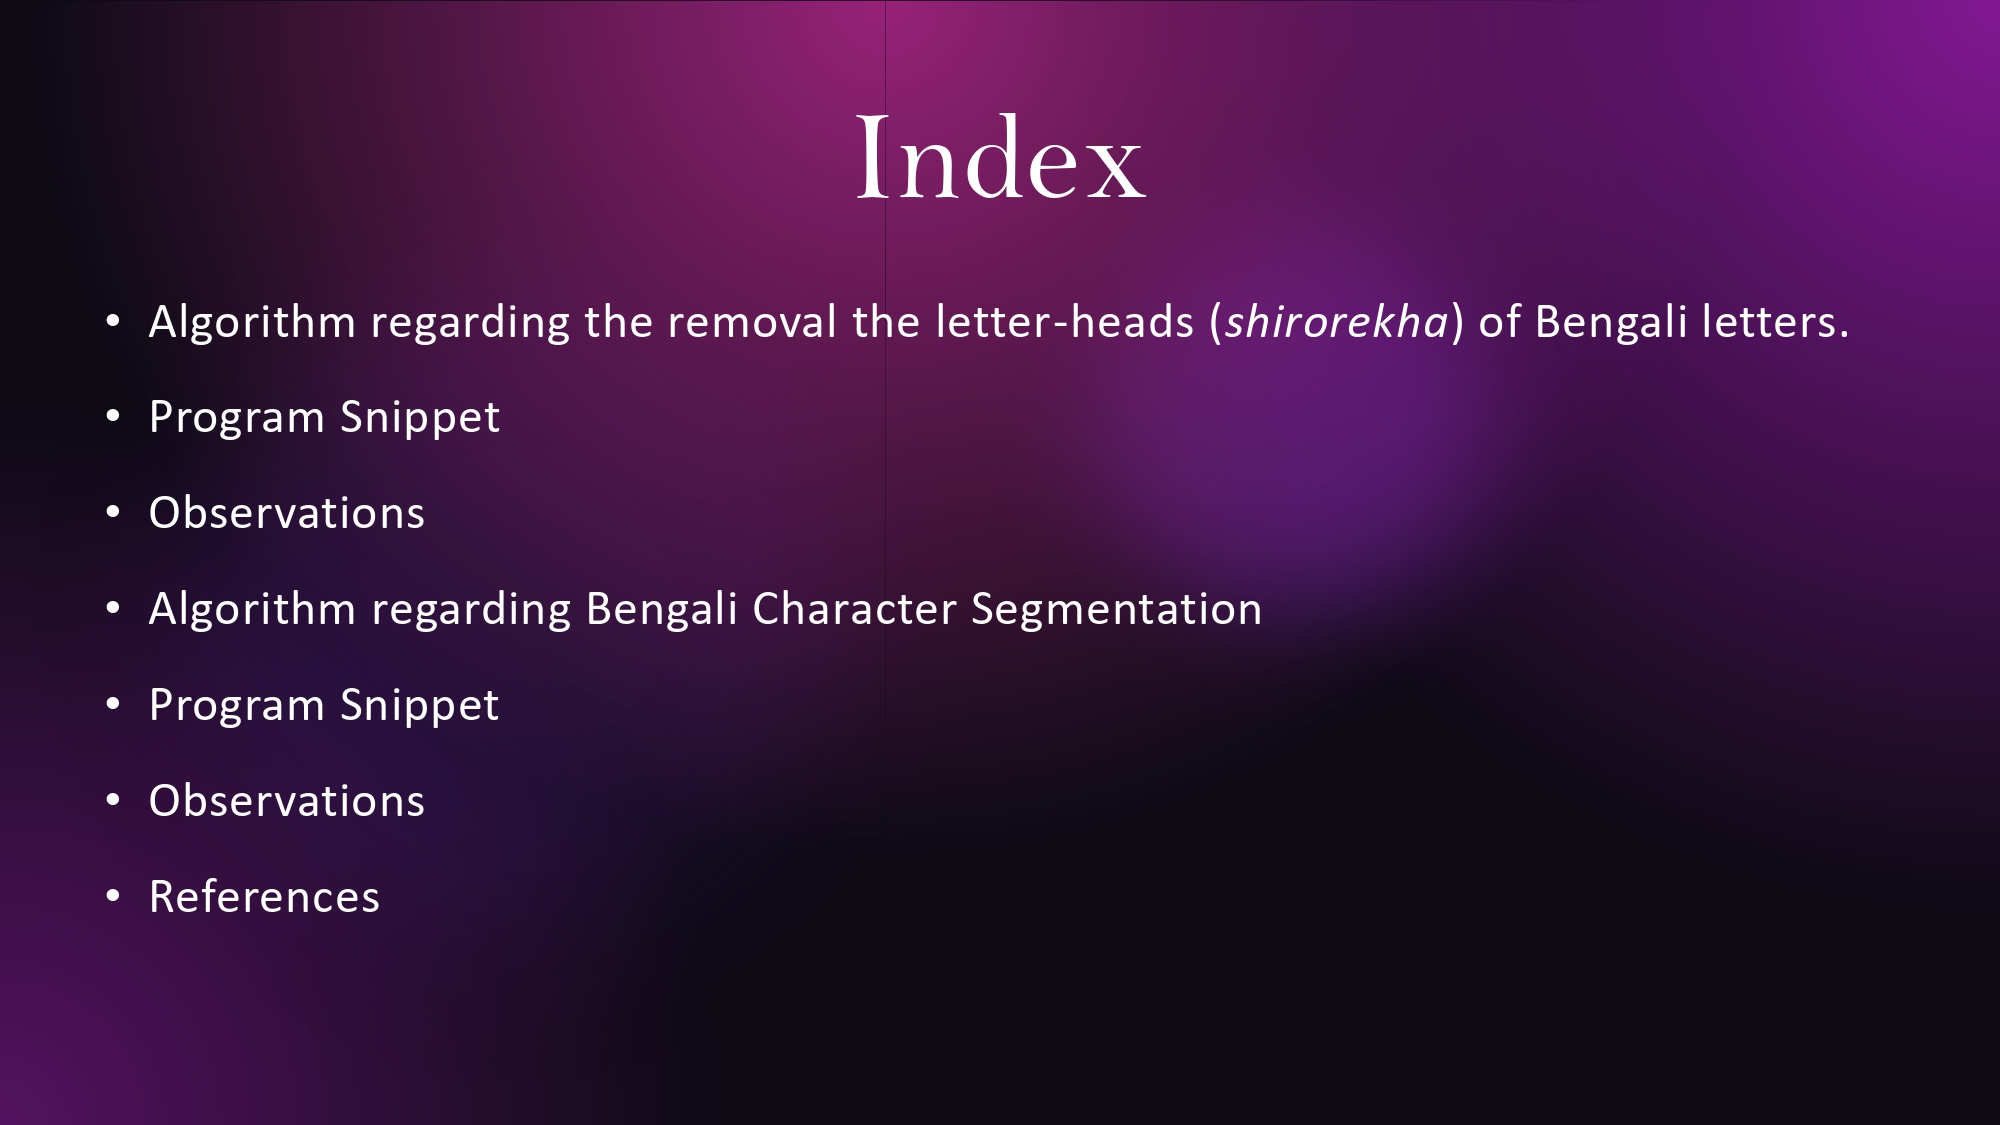 Index
• Algorithm regarding the removal the letter-heads (shirorekha) of Bengali letters.
• Program Snippet
• Observations
• Algorithm regarding Bengali Character Segmentation
• Program Snippet
• Observations
• References